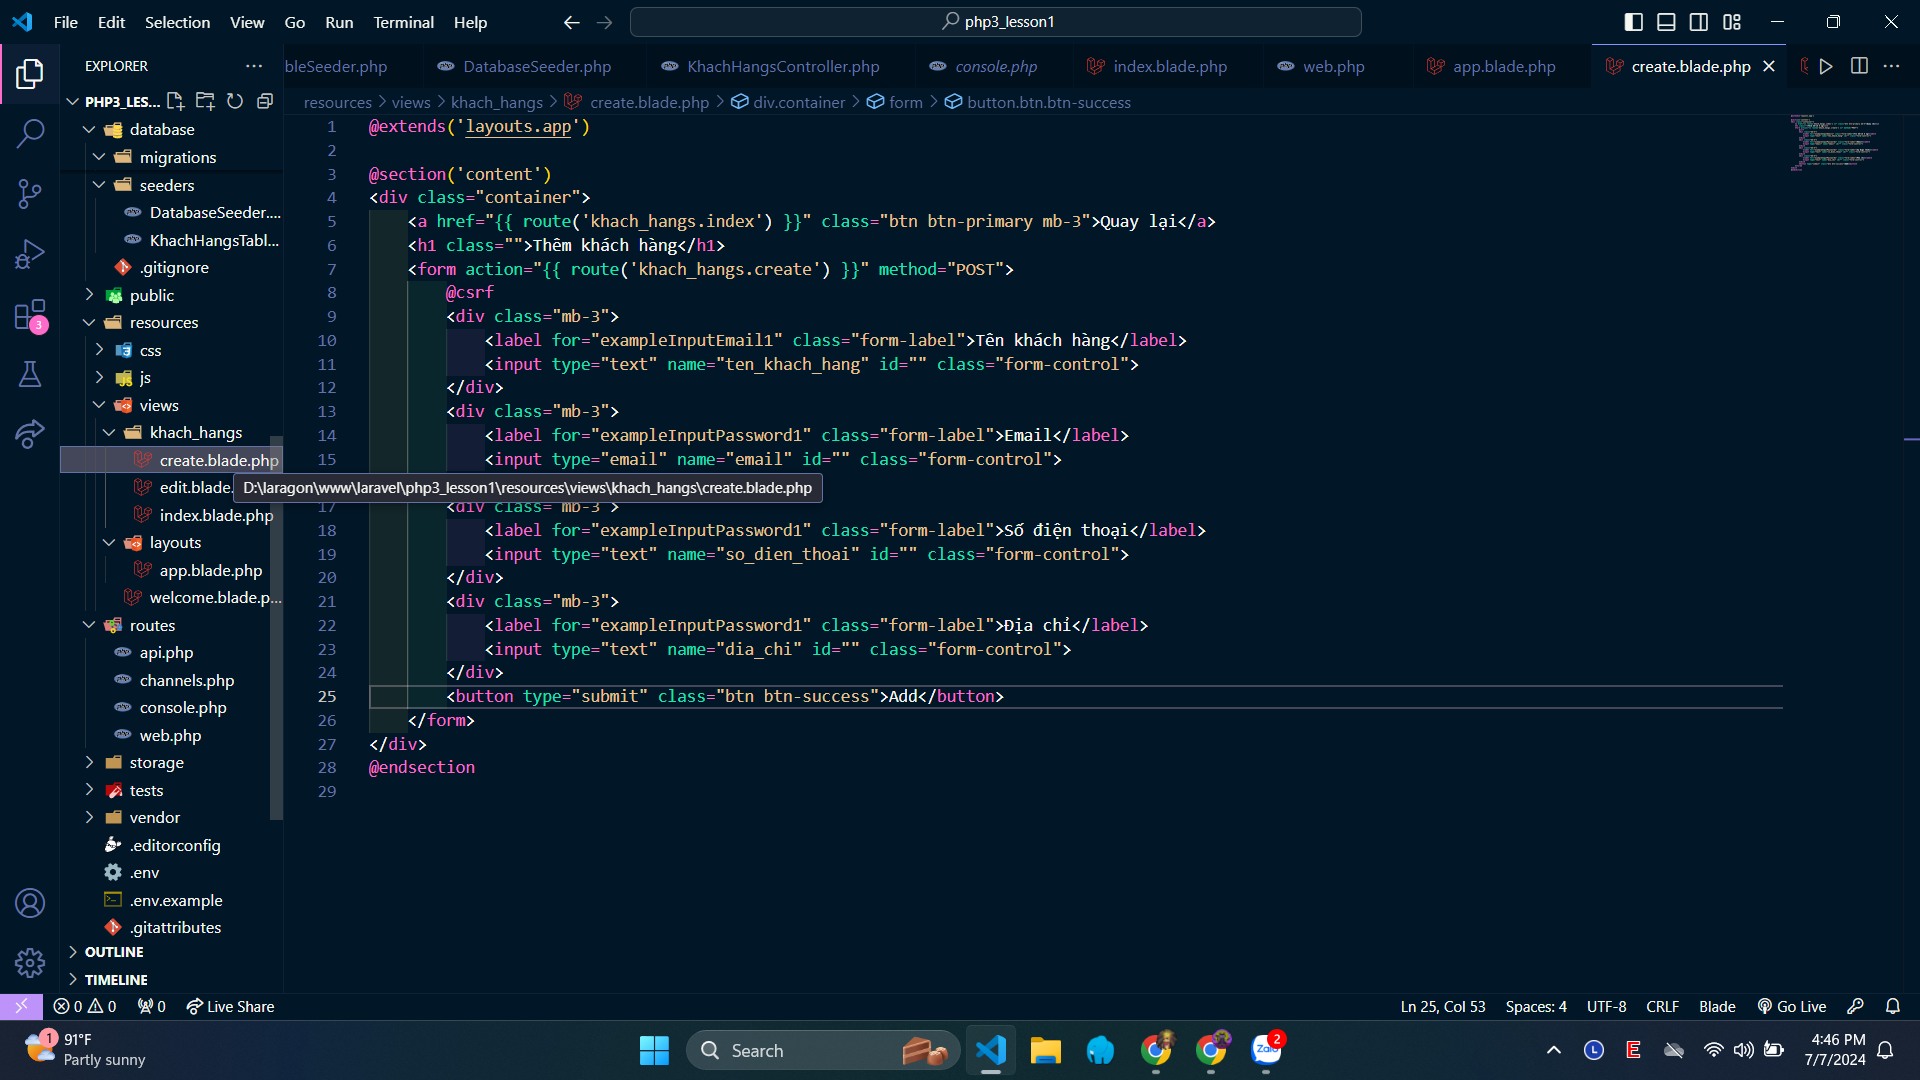 File Edit Selection View Go Run Terminal Help
php3_lesson1
EXPLORER
bleSeeder.php DatabaseSeeder.php KhachHangsController.php console.php index.blade.php web.php app.blade.php create.blade.php
PHP3_LES...
resources > views > khach_hangs > create.blade.php > div.container > form > button.btn.btn-success
database
migrations
seeders
DatabaseSeeder....
KhachHangsTabl...
.gitignore
public
resources
css
js
views
khach_hangs
create.blade.php
edit.blade.
index.blade.php
layouts
app.blade.php
welcome.blade.p...
routes
api.php
channels.php
console.php
web.php
storage
tests
vendor
.editorconfig
.env
.env.example
.gitattributes
OUTLINE
TIMELINE
3
1 @extends('layouts.app')
2
3 @section('content')
4 <div class="container">
5 <a href="{{ route('khach_hangs.index') }}" class="btn btn-primary mb-3">Quay lại</a>
6 <h1 class="">Thêm khách hàng</h1>
7 <form action="{{ route('khach_hangs.create') }}" method="POST">
8 @csrf
9 <div class="mb-3">
10 <label for="exampleInputEmail1" class="form-label">Tên khách hàng</label>
11 <input type="text" name="ten_khach_hang" id="" class="form-control">
12 </div>
13 <div class="mb-3">
14 <label for="exampleInputPassword1" class="form-label">Email</label>
15 <input type="email" name="email" id="" class="form-control">
D:\laragon\www\laravel\php3_lesson1\resources\views\khach_hangs\create.blade.php
17 <div class="mb-3">
18 <label for="exampleInputPassword1" class="form-label">Số điện thoại</label>
19 <input type="text" name="so_dien_thoai" id="" class="form-control">
20 </div>
21 <div class="mb-3">
22 <label for="exampleInputPassword1" class="form-label">Địa chỉ</label>
23 <input type="text" name="dia_chi" id="" class="form-control">
24 </div>
25 <button type="submit" class="btn btn-success">Add</button>
26 </form>
27 </div>
28 @endsection
29
0 0 0 Live Share
Ln 25, Col 53 Spaces: 4 UTF-8 CRLF Blade Go Live
1
91°F
Partly sunny
Search
Zalo
2
L
E
4:46 PM
7/7/2024